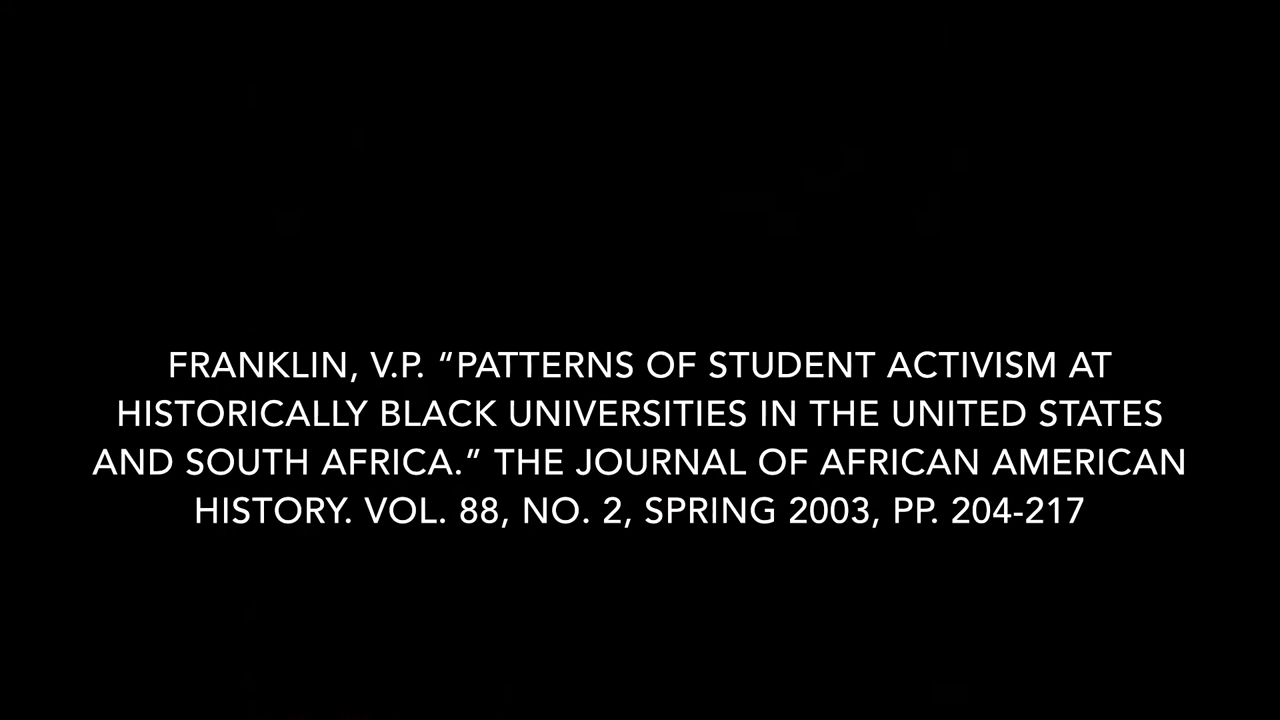 FRANKLIN, V.P. “PATTERNS OF STUDENT ACTIVISM AT
HISTORICALLY BLACK UNIVERSITIES IN THE UNITED STATES
AND SOUTH AFRICA.” THE JOURNAL OF AFRICAN AMERICAN
HISTORY. VOL. 88, NO. 2, SPRING 2003, PP. 204-217